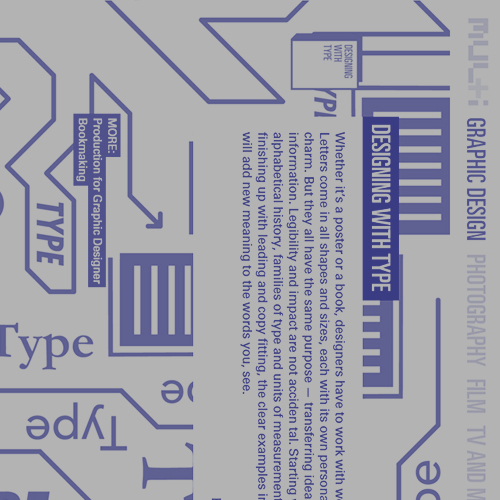 MULTI:
GRAPHIC DESIGN PHOTOGRAPHY FILM TV AND M
DESIGNING
WITH
TYPE
DESIGNING WITH TYPE
Whether it's a poster or a book, designers have to work with w
Letters come in all shapes and sizes, each with its own persona
charm. But they all have the same purpose – transferring idea
information. Legibility and impact are not acciden tal. Starting
alphabetical history, families of type and units of measurement
finishing up with leading and copy fitting, the clear examples in
will add new meaning to the words you, see.
MORE:
Production for Graphic Designer
Bookmaking
TYPE
Type
Type